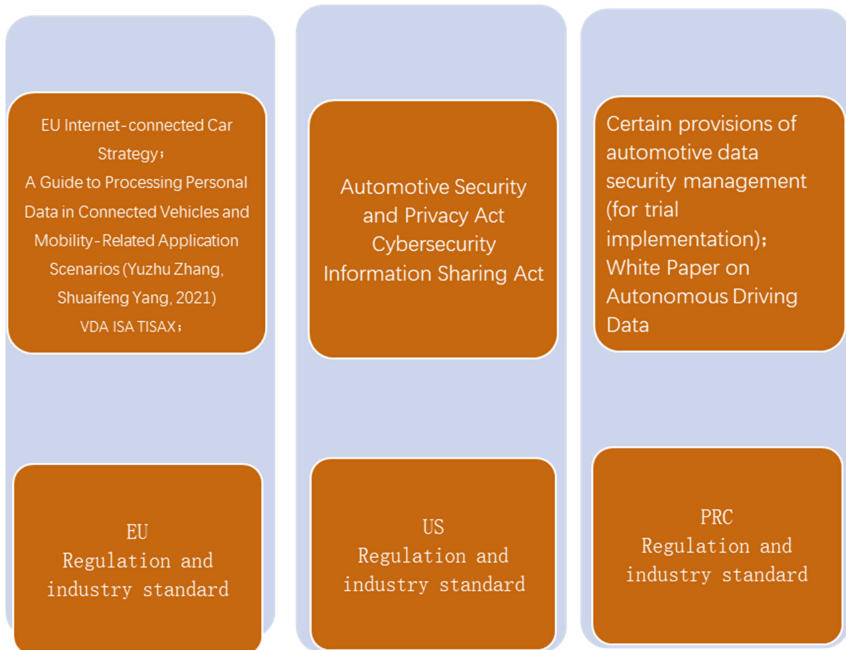 EU Internet-connected Car
Strategy；
A Guide to Processing Personal
Data in Connected Vehicles and
Mobility-Related Application
Scenarios (Yuzhu Zhang,
Shuaifeng Yang, 2021)
VDA ISA TISAX；
EU
Regulation and
industry standard
Automotive Security
and Privacy Act
Cybersecurity
Information Sharing Act
US
Regulation and
industry standard
Certain provisions of
automotive data
security management
(for trial
implementation)；
White Paper on
Autonomous Driving
Data
PRC
Regulation and
industry standard